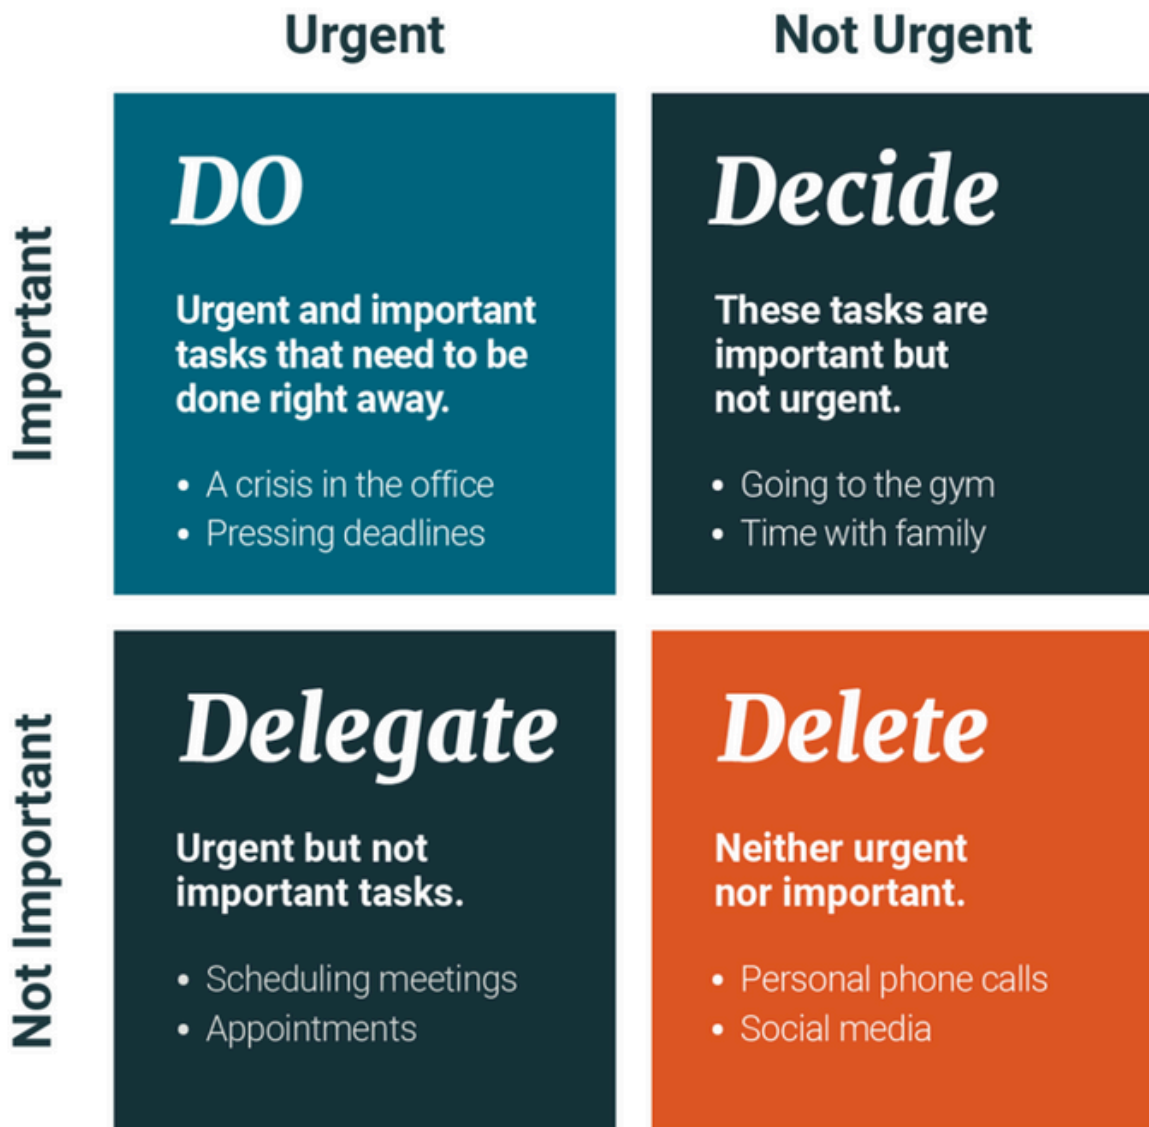 Urgent
Not Urgent
Important
DO
Urgent and important
tasks that need to be
done right away.
• A crisis in the office
• Pressing deadlines
Decide
These tasks are
important but
not urgent.
• Going to the gym
• Time with family
Not Important
Delegate
Urgent but not
important tasks.
• Scheduling meetings
• Appointments
Delete
Neither urgent
nor important.
• Personal phone calls
• Social media